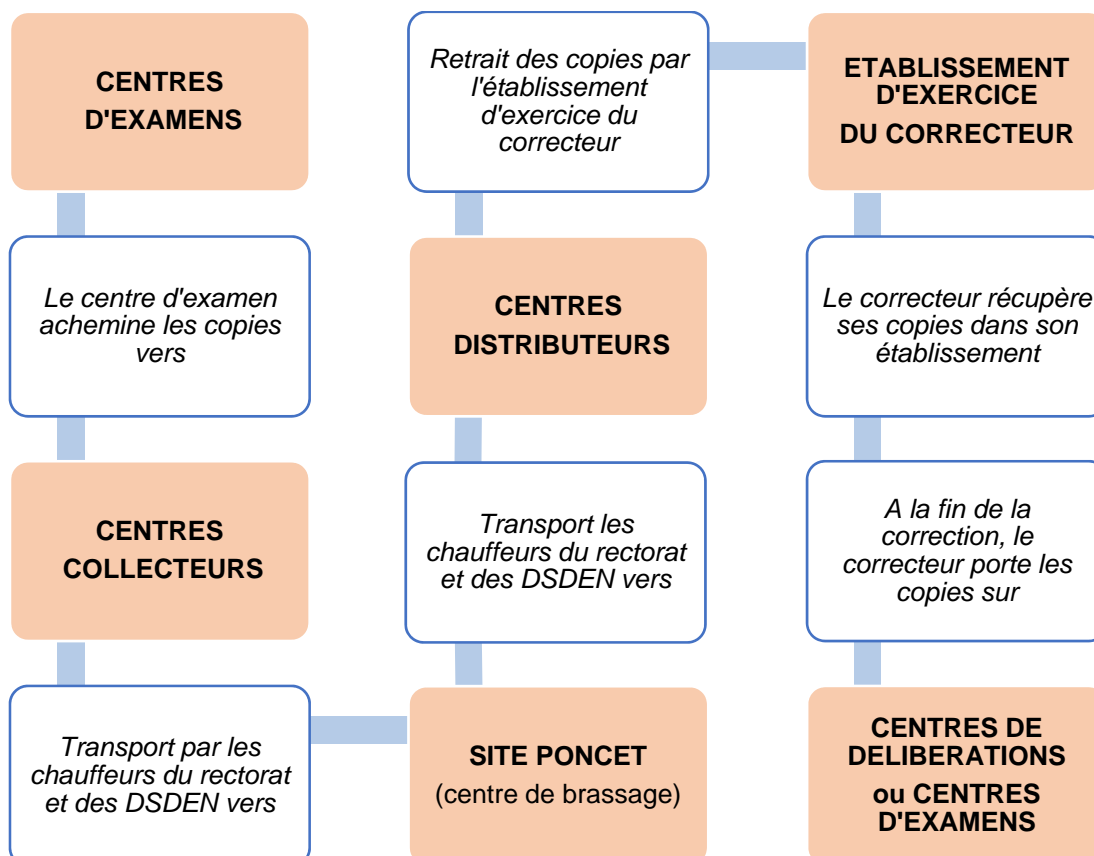 CENTRES
D'EXAMENS
Le centre d'examen
achemine les copies
vers
CENTRES
COLLECTEURS
Transport par les
chauffeurs du rectorat
et des DSDEN vers
SITE PONCET
(centre de brassage)
Transport les
chauffeurs du rectorat
et des DSDEN vers
CENTRES
DISTRIBUTEURS
Retrait des copies par
l'établissement
d'exercice du
correcteur
ETABLISSEMENT
D'EXERCICE
DU CORRECTEUR
Le correcteur récupère
ses copies dans son
établissement
A la fin de la
correction, le
correcteur porte les
copies sur
CENTRES DE
DELIBERATIONS
ou CENTRES
D'EXAMENS